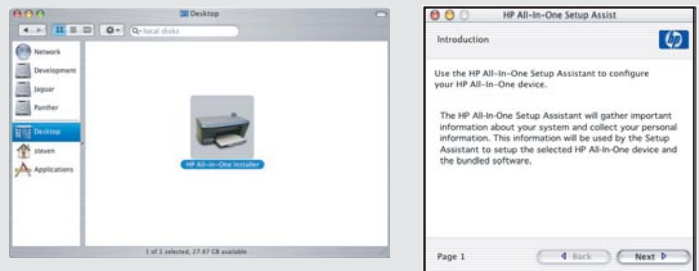 Desktop
Q- local disks
Network
Development
Jaguar
Panther
Desktop
steven
Applications
HP All-in-One Installer
1 of 1 selected, 27.87 GB available
HP All-In-One Setup Assist
Introduction
hp
Use the HP All-In-One Setup Assistant to configure
your HP All-In-One device.
The HP All-In-One Setup Assistant will gather important
information about your system and collect your personal
information. This information will be used by the Setup
Assistant to setup the selected HP All-In-One device and
the bundled software.
Page 1
Back
Next